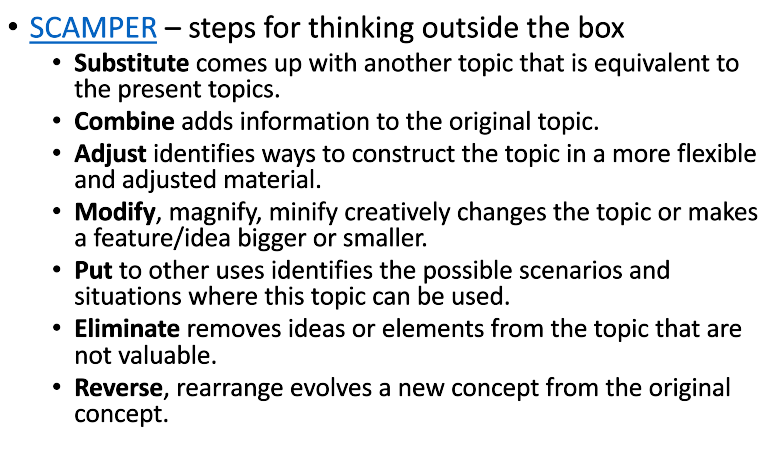 • SCAMPER – steps for thinking outside the box
• Substitute comes up with another topic that is equivalent to
the present topics.
• Combine adds information to the original topic.
• Adjust identifies ways to construct the topic in a more flexible
and adjusted material.
• Modify, magnify, minify creatively changes the topic or makes
a feature/idea bigger or smaller.
• Put to other uses identifies the possible scenarios and
situations where this topic can be used.
• Eliminate removes ideas or elements from the topic that are
not valuable.
• Reverse, rearrange evolves a new concept from the original
concept.